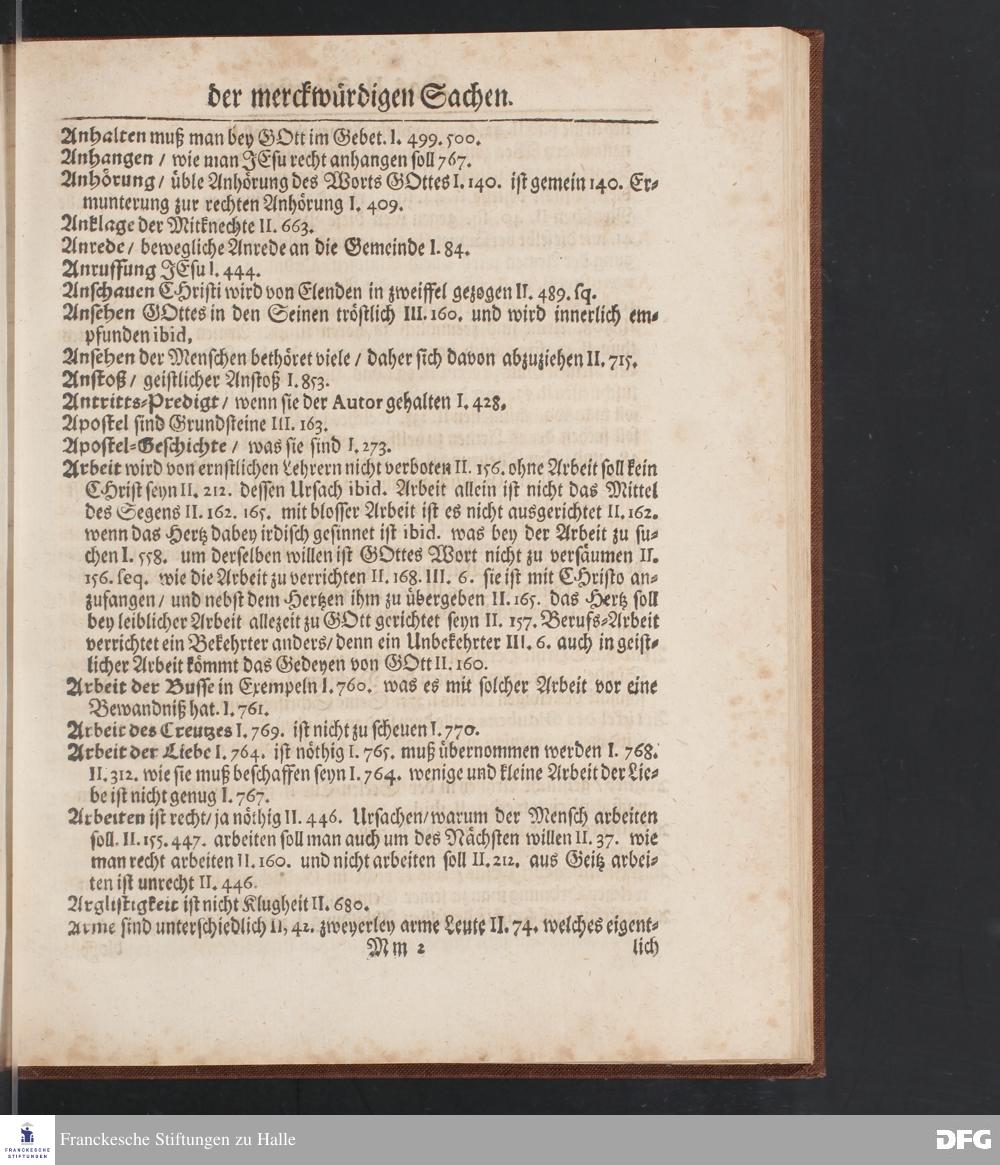 der merckwürdigen Sachen.
Anhalten muß man bey GOtt im Gebet. I. 499. 500.
Anhangen / wie man JEsu recht anhangen soll 767.
Anhörung / üble Anhörung des Worts GOttes I. 140. ist gemein 140. Er-
munterung zur rechten Anhörung I. 409.
Anklage der Mitknechte II. 663.
Anrede / bewegliche Anrede an die Gemeinde I. 84.
Anruffung JEsu I. 444.
Anschauen CHristi wird von Elenden in zweiffel gezogen II. 489. sq.
Ansehen GOttes in den Seinen tröstlich III. 160. und wird innerlich em-
pfunden ibid.
Ansehen der Menschen bethöret viele / daher sich davon abzuziehen II. 715.
Anstoß / geistlicher Anstoß I. 853.
Antritts-Predigt / wenn sie der Autor gehalten I. 428.
Apostel sind Grundsteine III. 163.
Apostel-Geschichte / was sie sind I. 273.
Arbeit wird von ernstlichen Lehrern nicht verboten II. 156. ohne Arbeit soll kein
CHrist seyn II. 212. dessen Ursach ibid. Arbeit allein ist nicht das Mittel
des Segens II. 162. 165. mit blosser Arbeit ist es nicht ausgerichtet II. 162.
wenn das Hertz dabey irdisch gesinnet ist ibid. was bey der Arbeit zu su-
chen I. 558. um derselben willen ist GOttes Wort nicht zu versäumen II.
156. seq. wie die Arbeit zu verrichten II. 168. III. 6. sie ist mit CHristo an-
zufangen / und nebst dem Hertzen ihm zu übergeben II. 165. das Hertz soll
bey leiblicher Arbeit allezeit zu GOtt gerichtet seyn II. 157. Berufs-Arbeit
verrichtet ein Bekehrter anders / denn ein Unbekehrter III. 6. auch in geist-
licher Arbeit kömmt das Gedeyen von GOtt II. 160.
Arbeit der Busse in Exempeln I. 760. was es mit solcher Arbeit vor eine
Bewandniß hat. I. 761.
Arbeit des Creutzes I. 769. ist nicht zu scheuen I. 770.
Arbeit der Liebe I. 764. ist nöthig I. 765. muß übernommen werden I. 768.
II. 312. wie sie muß beschaffen seyn I. 764. wenige und kleine Arbeit der Lie-
be ist nicht genug I. 767.
Arbeiten ist recht / ja nöthig II. 446. Ursachen / warum der Mensch arbeiten
soll. II. 155. 447. arbeiten soll man auch um des Nächsten willen II. 37. wie
man recht arbeiten II. 160. und nicht arbeiten soll II. 212. aus Geitz arbei-
ten ist unrecht II. 446.
Arglistigkeit ist nicht Klugheit II. 680.
Arme sind unterschiedlich II, 42. zweyerley arme Leute II. 74. welches eigent-
Mm 2 lich
FRANCKESCHE STIFTUNGEN
Franckesche Stiftungen zu Halle
DFG